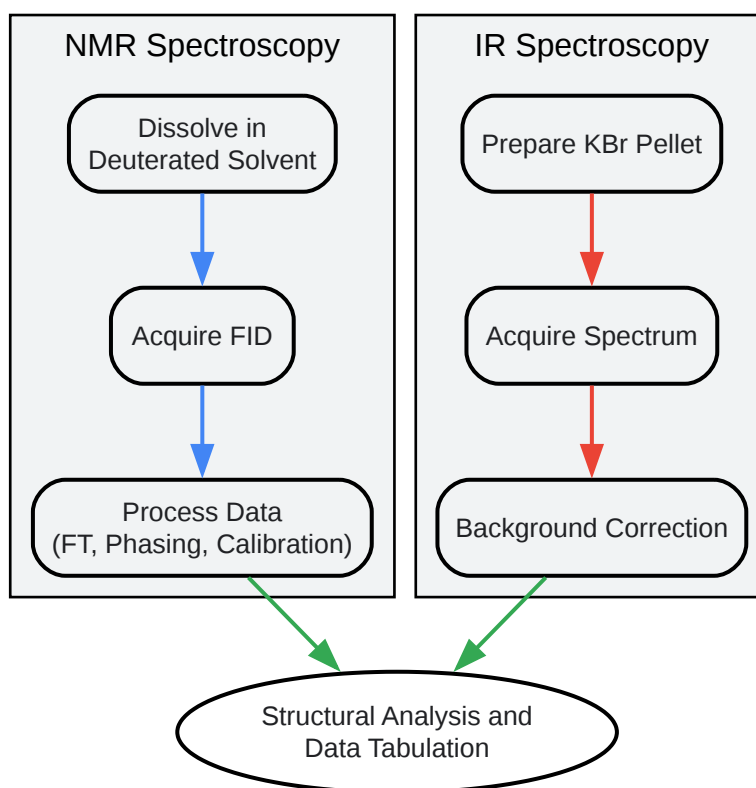 NMR Spectroscopy
Dissolve in
Deuterated Solvent
Acquire FID
Process Data
(FT, Phasing, Calibration)
IR Spectroscopy
Prepare KBr Pellet
Acquire Spectrum
Background Correction
Structural Analysis and
Data Tabulation